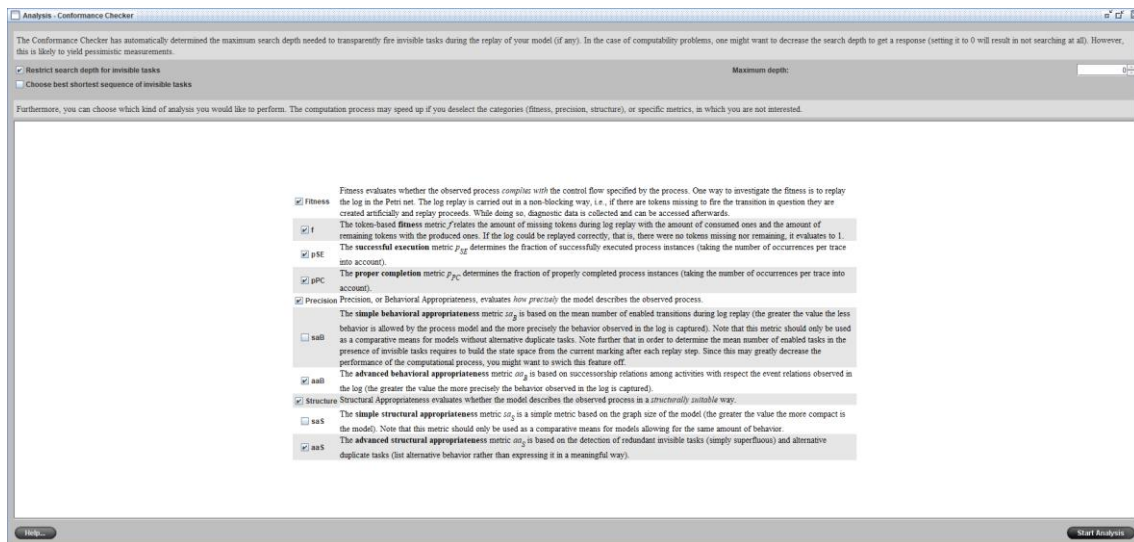 Analysis - Conformance Checker
The Conformance Checker has automatically determined the maximum search depth needed to transparently fire invisible tasks during the replay of your model (if any). In the case of computability problems, one might want to decrease the search depth to get a response (setting it to 0 will result in not searching at all). However,
this is likely to yield pessimistic measurements.
Restrict search depth for invisible tasks Maximum depth: 0
Choose best shortest sequence of invisible tasks
Furthermore, you can choose which kind of analysis you would like to perform. The computation process may speed up if you deselect the categories (fitness, precision, structure), or specific metrics, in which you are not interested.
Fitness evaluates whether the observed process complies with the control flow specified by the process. One way to investigate the fitness is to replay
Fitness the log in the Petri net. The log replay is carried out in a non-blocking way, i.e., if there are tokens missing to fire the transition in question they are
created artificially and replay proceeds. While doing so, diagnostic data is collected and can be accessed afterwards.
The token-based fitness metric f relates the amount of missing tokens during log replay with the amount of consumed ones and the amount of
f remaining tokens with the produced ones. If the log could be replayed correctly, that is, there were no tokens missing nor remaining, it evaluates to 1.
The successful execution metric pSE determines the fraction of successfully executed process instances (taking the number of occurrences per trace
pSE into account).
The proper completion metric pPC determines the fraction of properly completed process instances (taking the number of occurrences per trace into
pPC account).
Precision Precision, or Behavioral Appropriateness, evaluates how precisely the model describes the observed process.
The simple behavioral appropriateness metric saB is based on the mean number of enabled transitions during log replay (the greater the value the less
behavior is allowed by the process model and the more precisely the behavior observed in the log is captured). Note that this metric should only be used
saB as a comparative means for models without alternative duplicate tasks. Note further that in order to determine the mean number of enabled tasks in the
presence of invisible tasks requires to build the state space from the current marking after each replay step. Since this may greatly decrease the
performance of the computational process, you might want to swich this feature off.
The advanced behavioral appropriateness metric aaB is based on successorship relations among activities with respect the event relations observed in
aaB the log (the greater the value the more precisely the behavior observed in the log is captured).
Structure Structural Appropriateness evaluates whether the model describes the observed process in a structurally suitable way.
The simple structural appropriateness metric saS is a simple metric based on the graph size of the model (the greater the value the more compact is
saS the model). Note that this metric should only be used as a comparative means for models allowing for the same amount of behavior.
The advanced structural appropriateness metric aaS is based on the detection of redundant invisible tasks (simply superfluous) and alternative
aaS duplicate tasks (list alternative behavior rather than expressing it in a meaningful way).
Help... Start Analysis